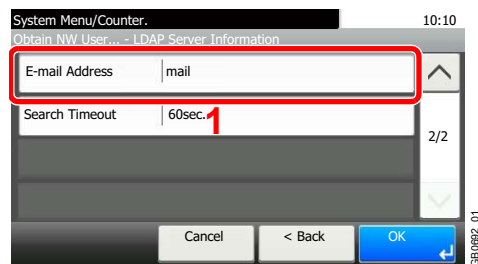 System Menu/Counter. 10:10
Obtain NW User... - LDAP Server Information
E-mail Address mail
Search Timeout 60sec.
1
2/2
Cancel < Back OK
GB0692_01